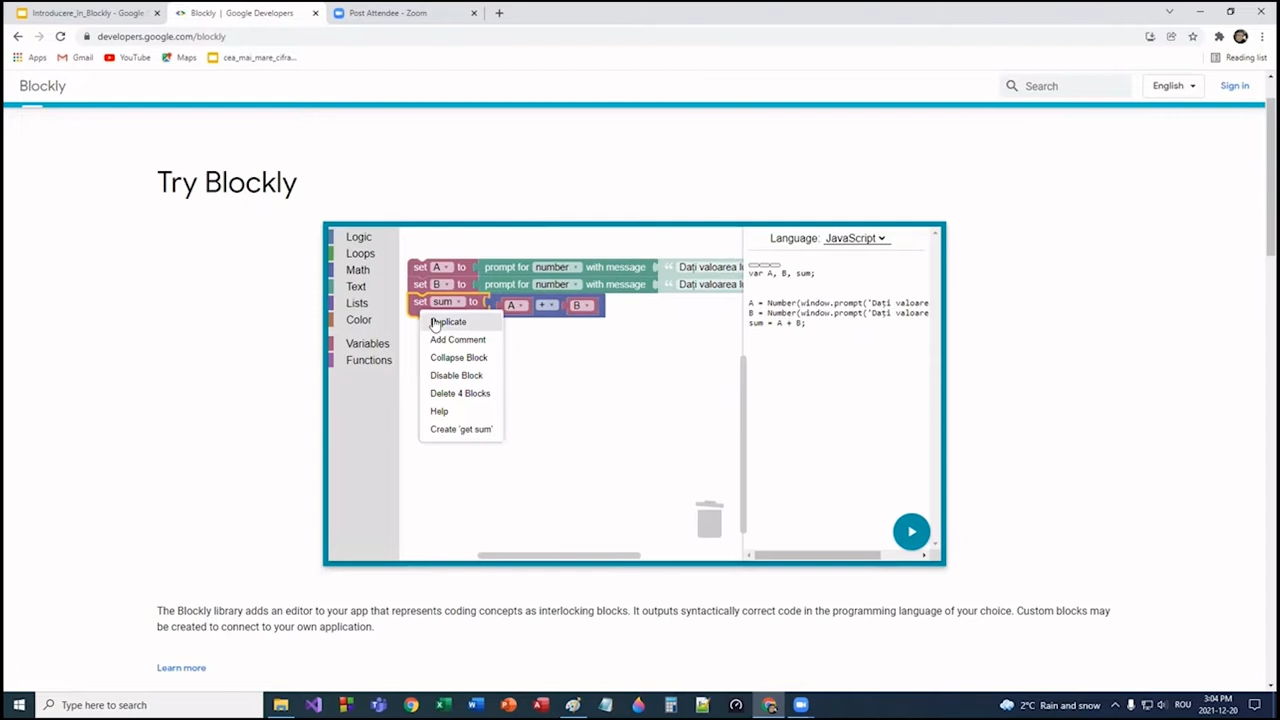 Introducere_in_Blockly - Google S
Blockly | Google Developers
Post Attendee - Zoom
developers.google.com/blockly
Apps
Gmail
YouTube
Maps
cea_mai_mare_cifra...
Reading list
Blockly
Search
English
Sign in
Try Blockly
Logic
Loops
Math
Text
Lists
Color
Variables
Functions
set A to prompt for number with message “ Dați valoarea lu
set B to prompt for number with message “ Dați valoarea lu
set sum to A + B
Duplicate
Add Comment
Collapse Block
Disable Block
Delete 4 Blocks
Help
Create 'get sum'
Language: JavaScript
var A, B, sum;
A = Number(window.prompt('Dați valoare
B = Number(window.prompt('Dați valoare
sum = A + B;
The Blockly library adds an editor to your app that represents coding concepts as interlocking blocks. It outputs syntactically correct code in the programming language of your choice. Custom blocks may
be created to connect to your own application.
Learn more
Type here to search
2°C Rain and snow
ROU
3:04 PM
2021-12-20